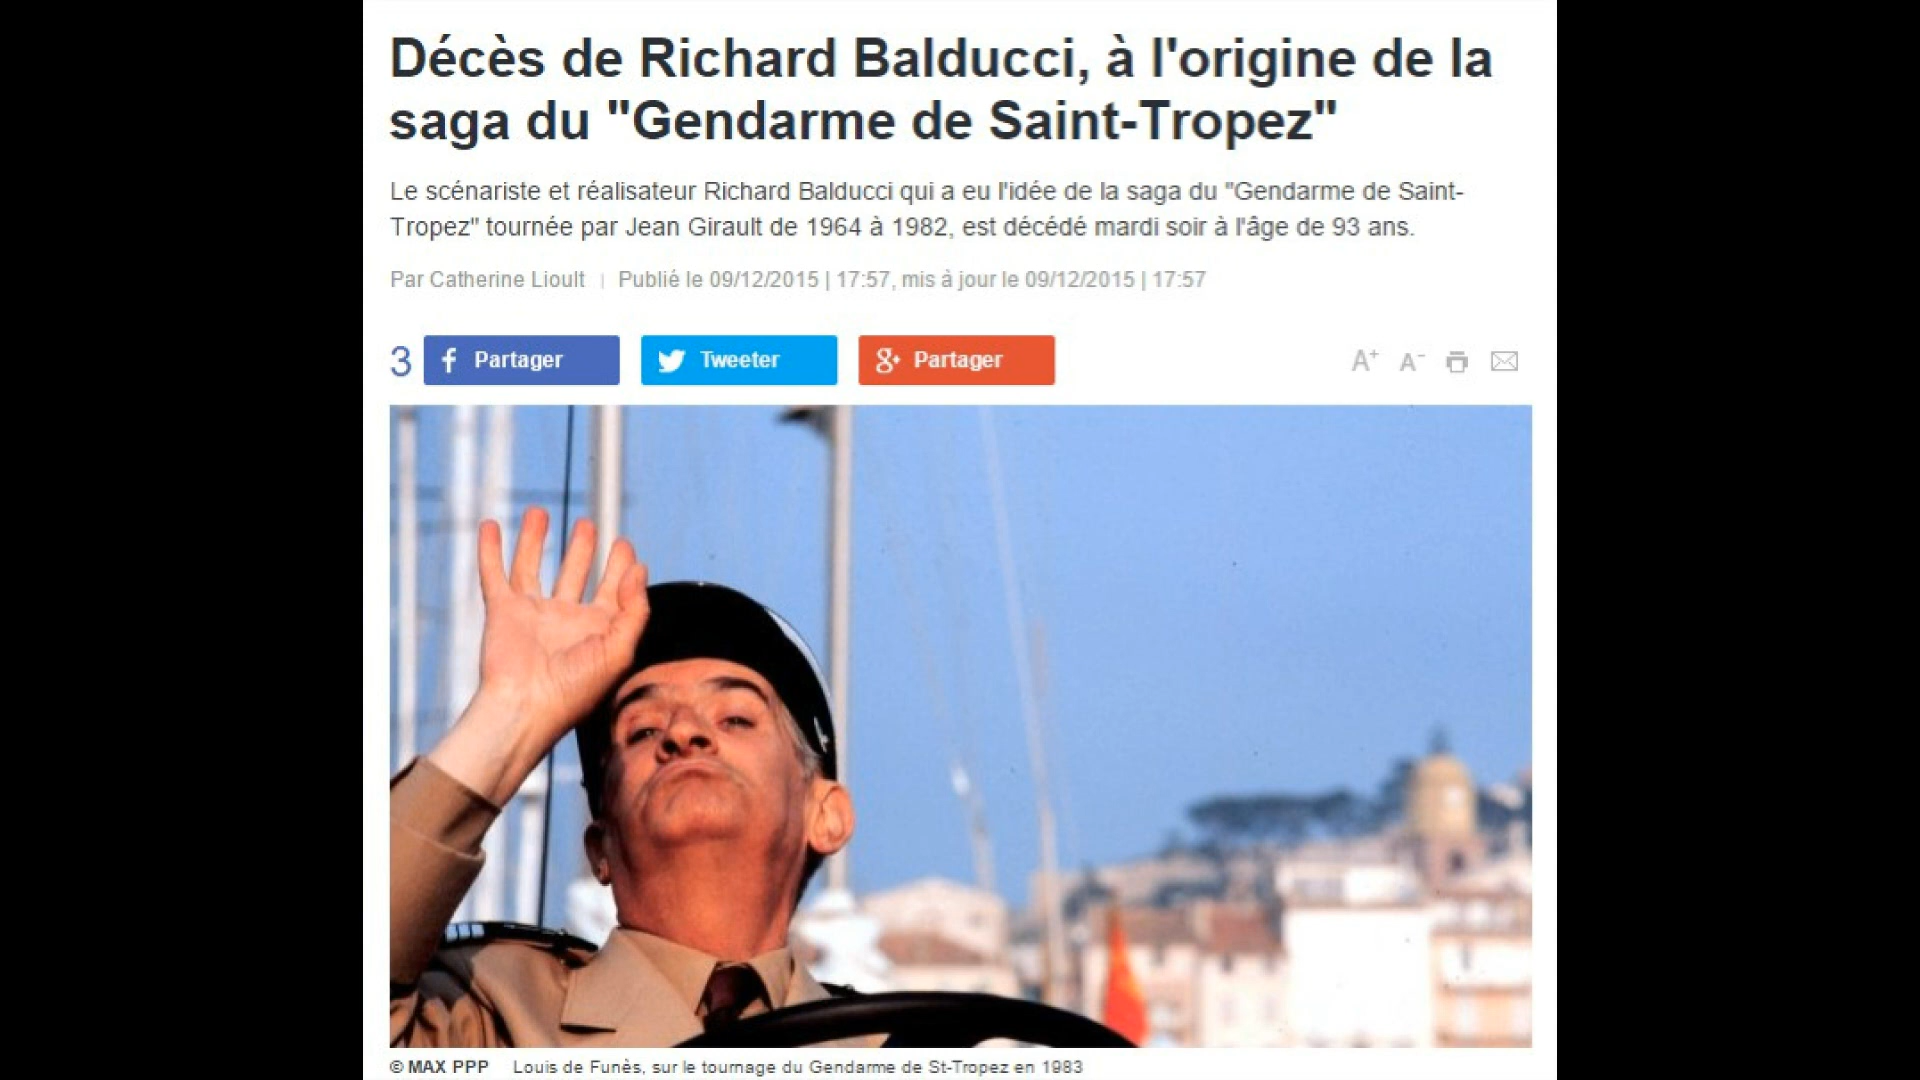 Décès de Richard Balducci, à l'origine de la
saga du "Gendarme de Saint-Tropez"
Le scénariste et réalisateur Richard Balducci qui a eu l'idée de la saga du "Gendarme de Saint-
Tropez" tournée par Jean Girault de 1964 à 1982, est décédé mardi soir à l'âge de 93 ans.
Par Catherine Lioult | Publié le 09/12/2015 | 17:57, mis à jour le 09/12/2015 | 17:57
3 f Partager Tweeter g+ Partager A+ A-
© MAX PPP Louis de Funès, sur le tournage du Gendarme de St-Tropez en 1983